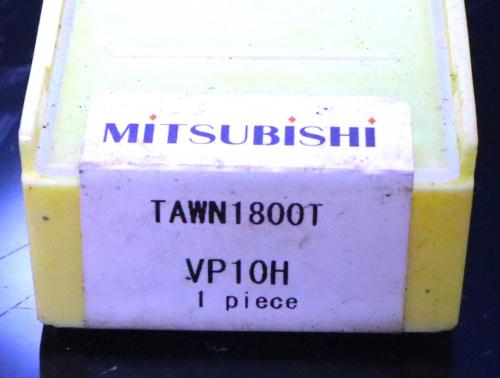 MITSUBISHI
TAWN1800T
VP10H
1 piece